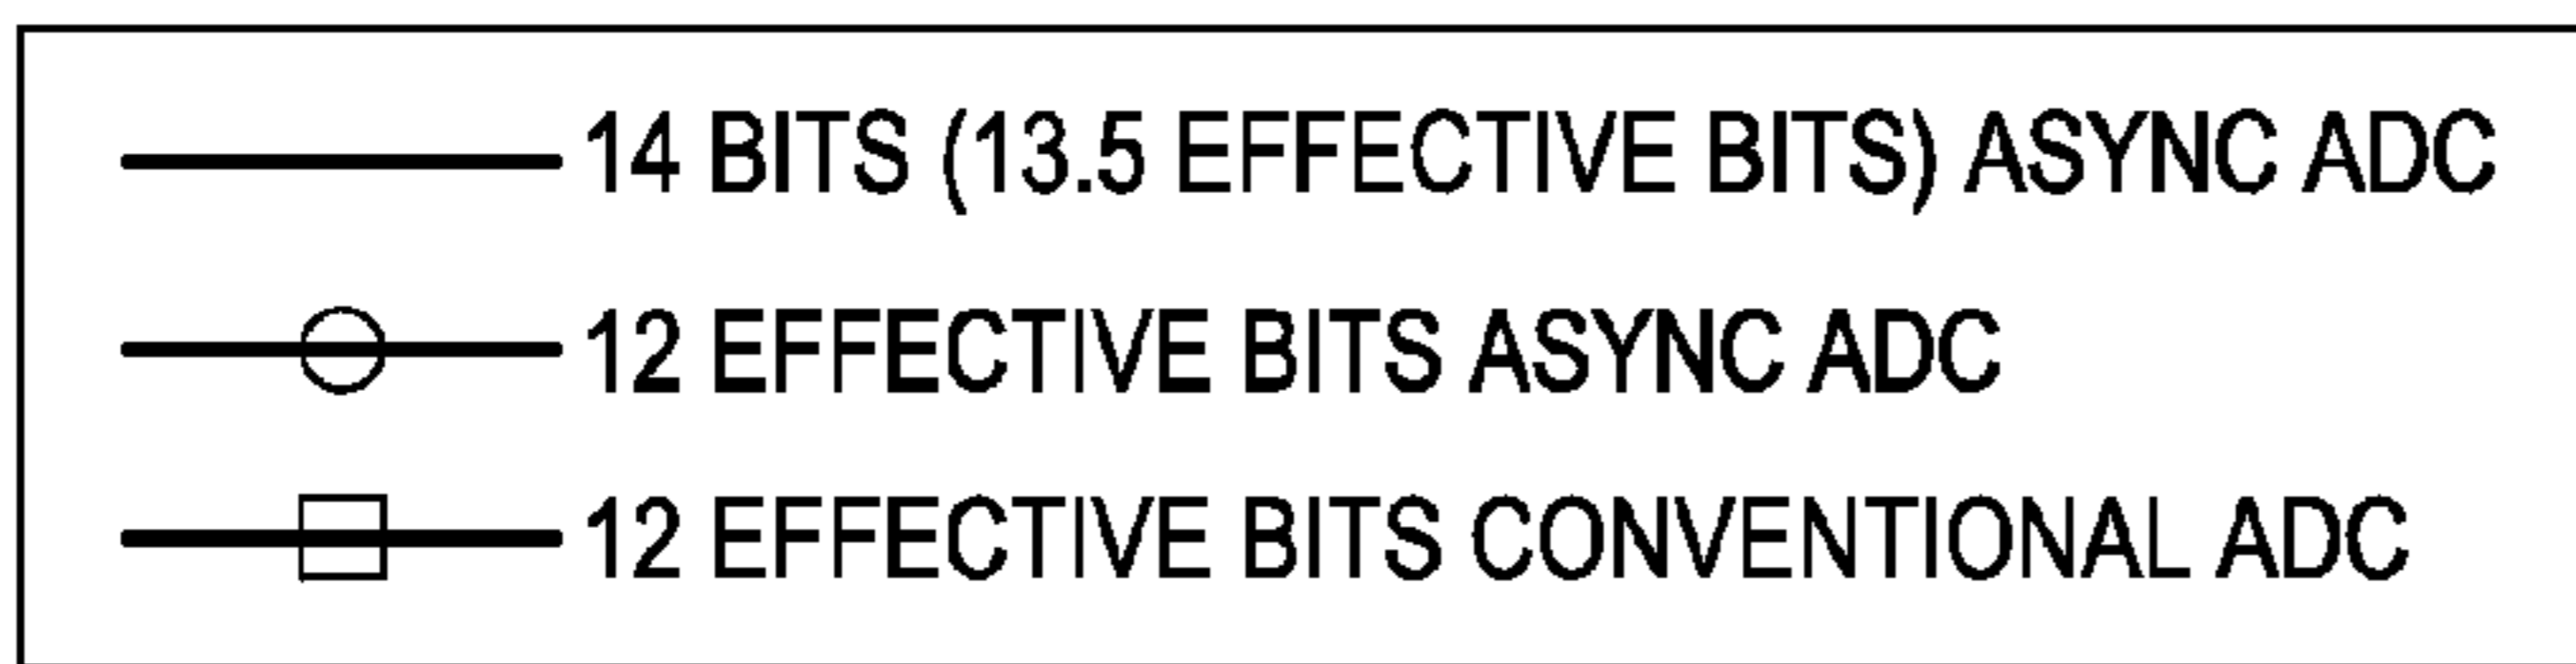 14 BITS (13.5 EFFECTIVE BITS) ASYNC ADC
12 EFFECTIVE BITS ASYNC ADC
12 EFFECTIVE BITS CONVENTIONAL ADC